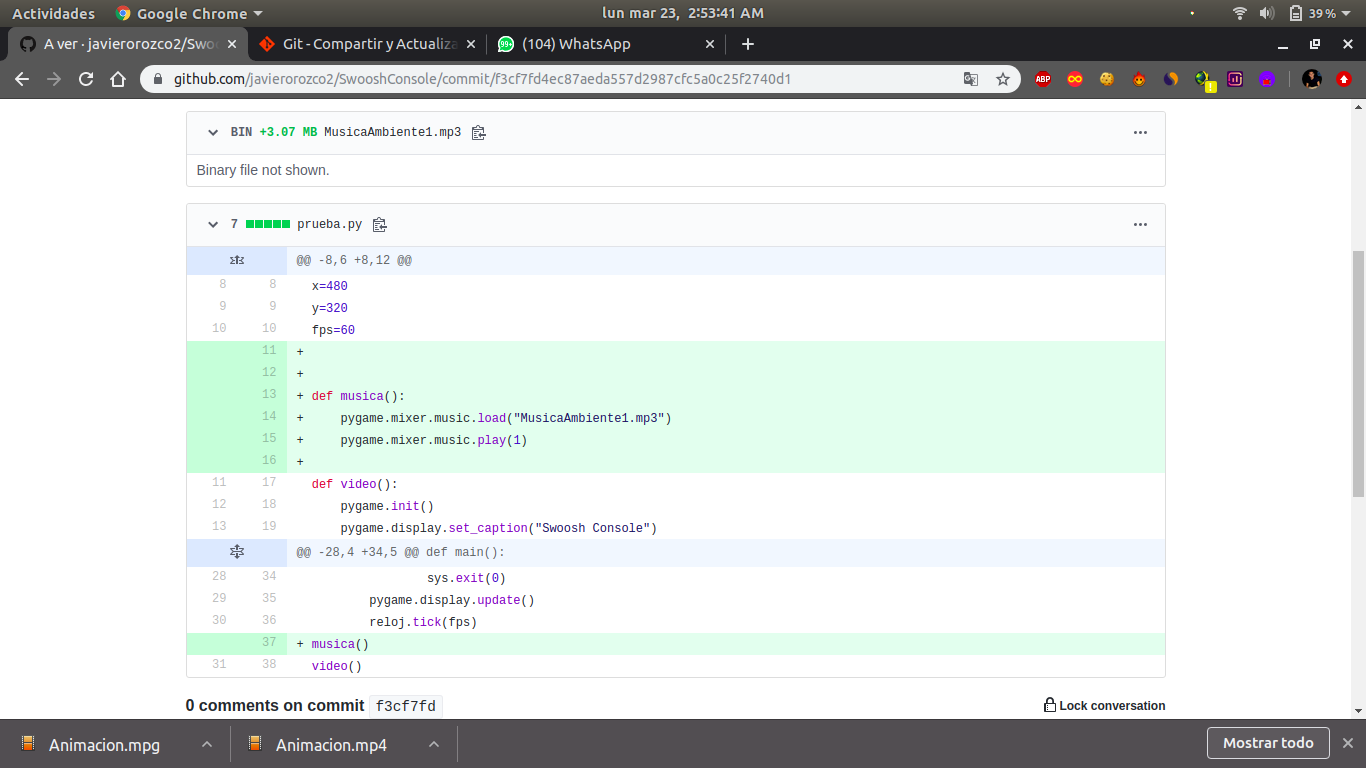 Actividades Google Chrome lun mar 23, 2:53:41 AM 39 %
A ver · javierorozco2/Swoo Git - Compartir y Actualiza 99+ (104) WhatsApp
github.com/javierorozco2/SwooshConsole/commit/f3cf7fd4ec87aeda557d2987cfc5a0c25f2740d1 ABP
BIN +3.07 MB MusicaAmbiente1.mp3
Binary file not shown.
7 prueba.py
@@ -8,6 +8,12 @@
8 8 x=480
9 9 y=320
10 10 fps=60
11 +
12 +
13 + def musica():
14 + pygame.mixer.music.load("MusicaAmbiente1.mp3")
15 + pygame.mixer.music.play(1)
16 +
11 17 def video():
12 18 pygame.init()
13 19 pygame.display.set_caption("Swoosh Console")
@@ -28,4 +34,5 @@ def main():
28 34 sys.exit(0)
29 35 pygame.display.update()
30 36 reloj.tick(fps)
37 + musica()
31 38 video()
0 comments on commit f3cf7fd Lock conversation
Animacion.mpg Animacion.mp4 Mostrar todo